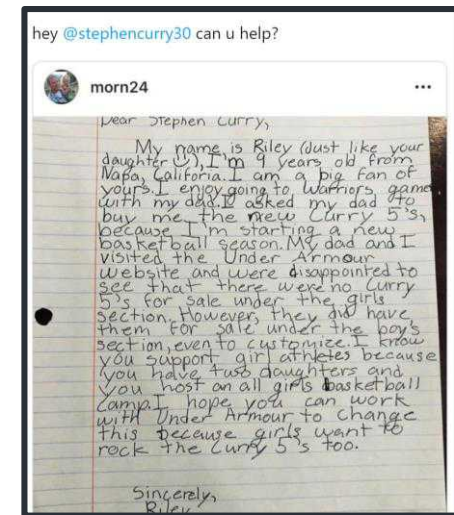 hey @stephencurry30 can u help?
morn24
Dear Stephen Curry,
My name is Riley (Just like your
daughter ), I'm 9 years old from
Napa, Califoria. I am a big fan of
yours. I enjoy going to Warriors game
with my dad. I asked my dad to
buy me the new Curry 5's,
because I'm starting a new
basketball season. My dad and I
visited the Under Armour
website and were disappointed to
see that there were no Curry
5's for sale under the girls
section. However, they did have
them for sale under the boy's
section, even to customize. I know
you support girl athletes because
you have two daughters and
you host an all girls basketball
camp. I hope you can work
with Under Armour to change
this because girls want to
rock the Curry 5's too.
Sincerely,
Riley